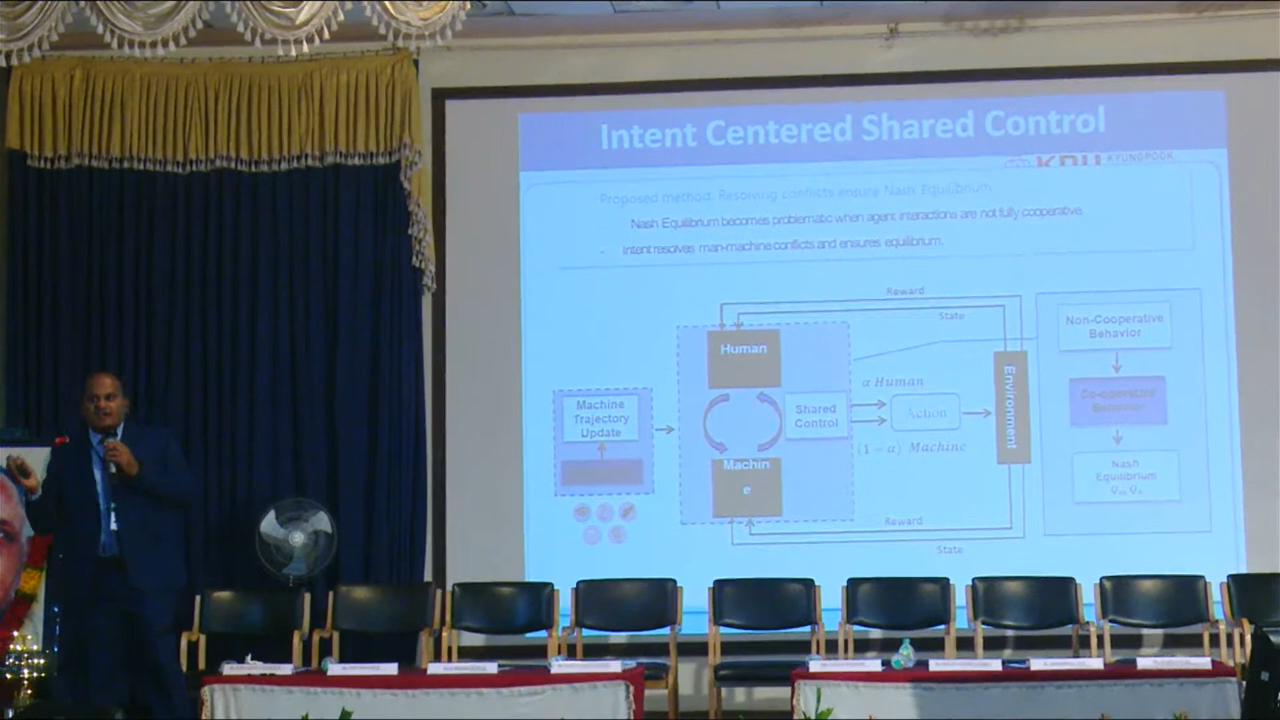 Intent Centered Shared Control
KNU KYUNGPOOK
Proposed method: Resolving conflicts ensure Nash Equilibrium
Nash Equilibrium becomes problematic when agent interactions are not fully cooperative.
- Intent resolves man-machine conflicts and ensures equilibrium.
Reward
State
Human
Machine
Trajectory
Update
Shared
Control
α Human
Action
(1 − α) Machine
Machin
e
Environment
Non-Cooperative
Behavior
Co-operative
Behavior
Nash
Equilibrium
Reward
State